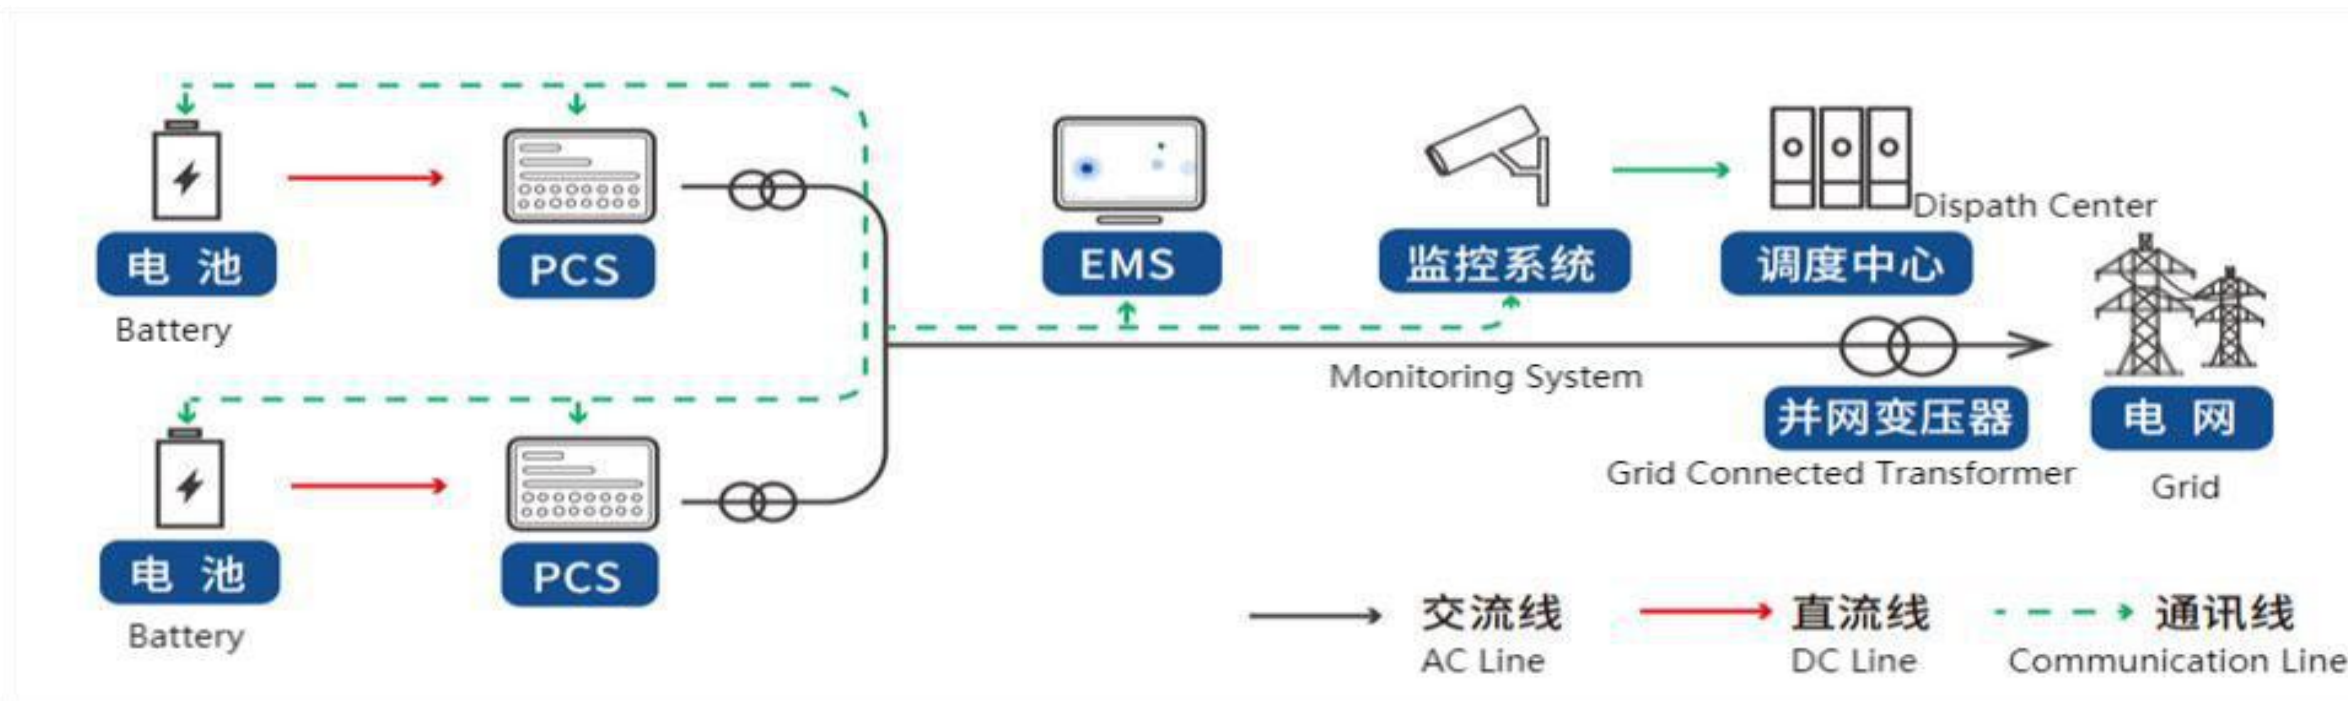 Dispath Center
电 池
PCS
EMS
监控系统
调度中心
Battery
Monitoring System
并网变压器
电 网
Grid Connected Transformer
Grid
电 池
PCS
Battery
交流线
直流线
通讯线
AC Line
DC Line
Communication Line